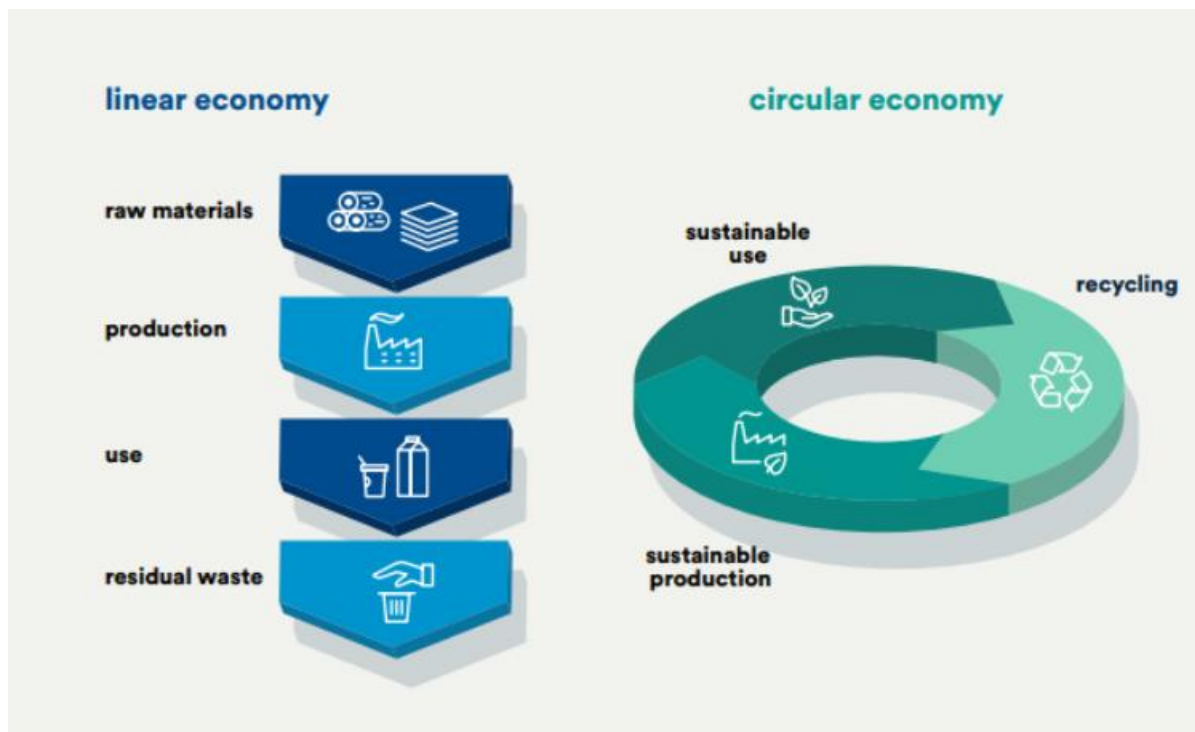 linear economy
circular economy
raw materials
production
use
residual waste
sustainable
use
recycling
sustainable
production